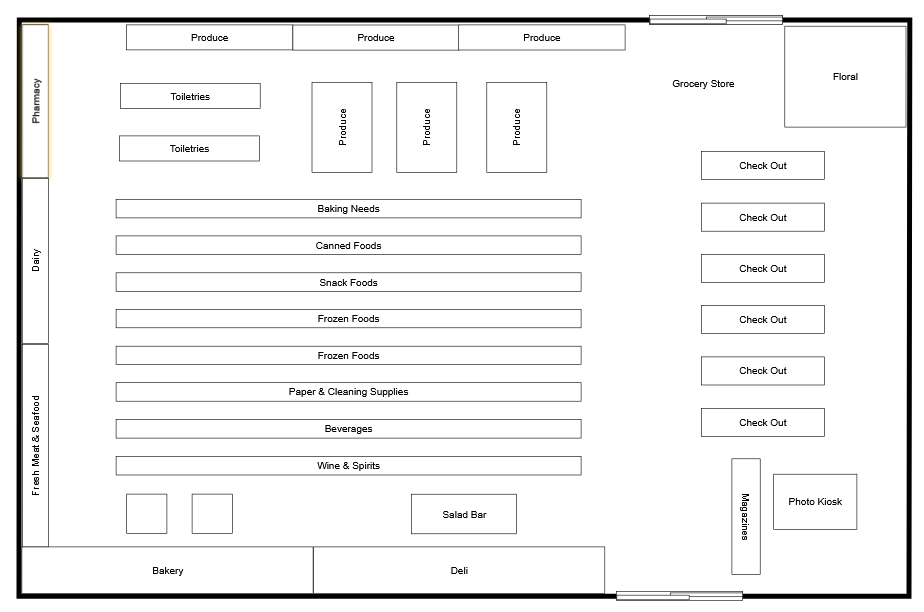 Produce
Produce
Produce
Pharmacy
Grocery Store
Floral
Toiletries
Toiletries
Produce
Produce
Produce
Check Out
Baking Needs
Check Out
Canned Foods
Dairy
Check Out
Snack Foods
Frozen Foods
Check Out
Frozen Foods
Check Out
Paper & Cleaning Supplies
Check Out
Beverages
Fresh Meat & Seafood
Wine & Spirits
Salad Bar
Magazines
Photo Kiosk
Bakery
Deli